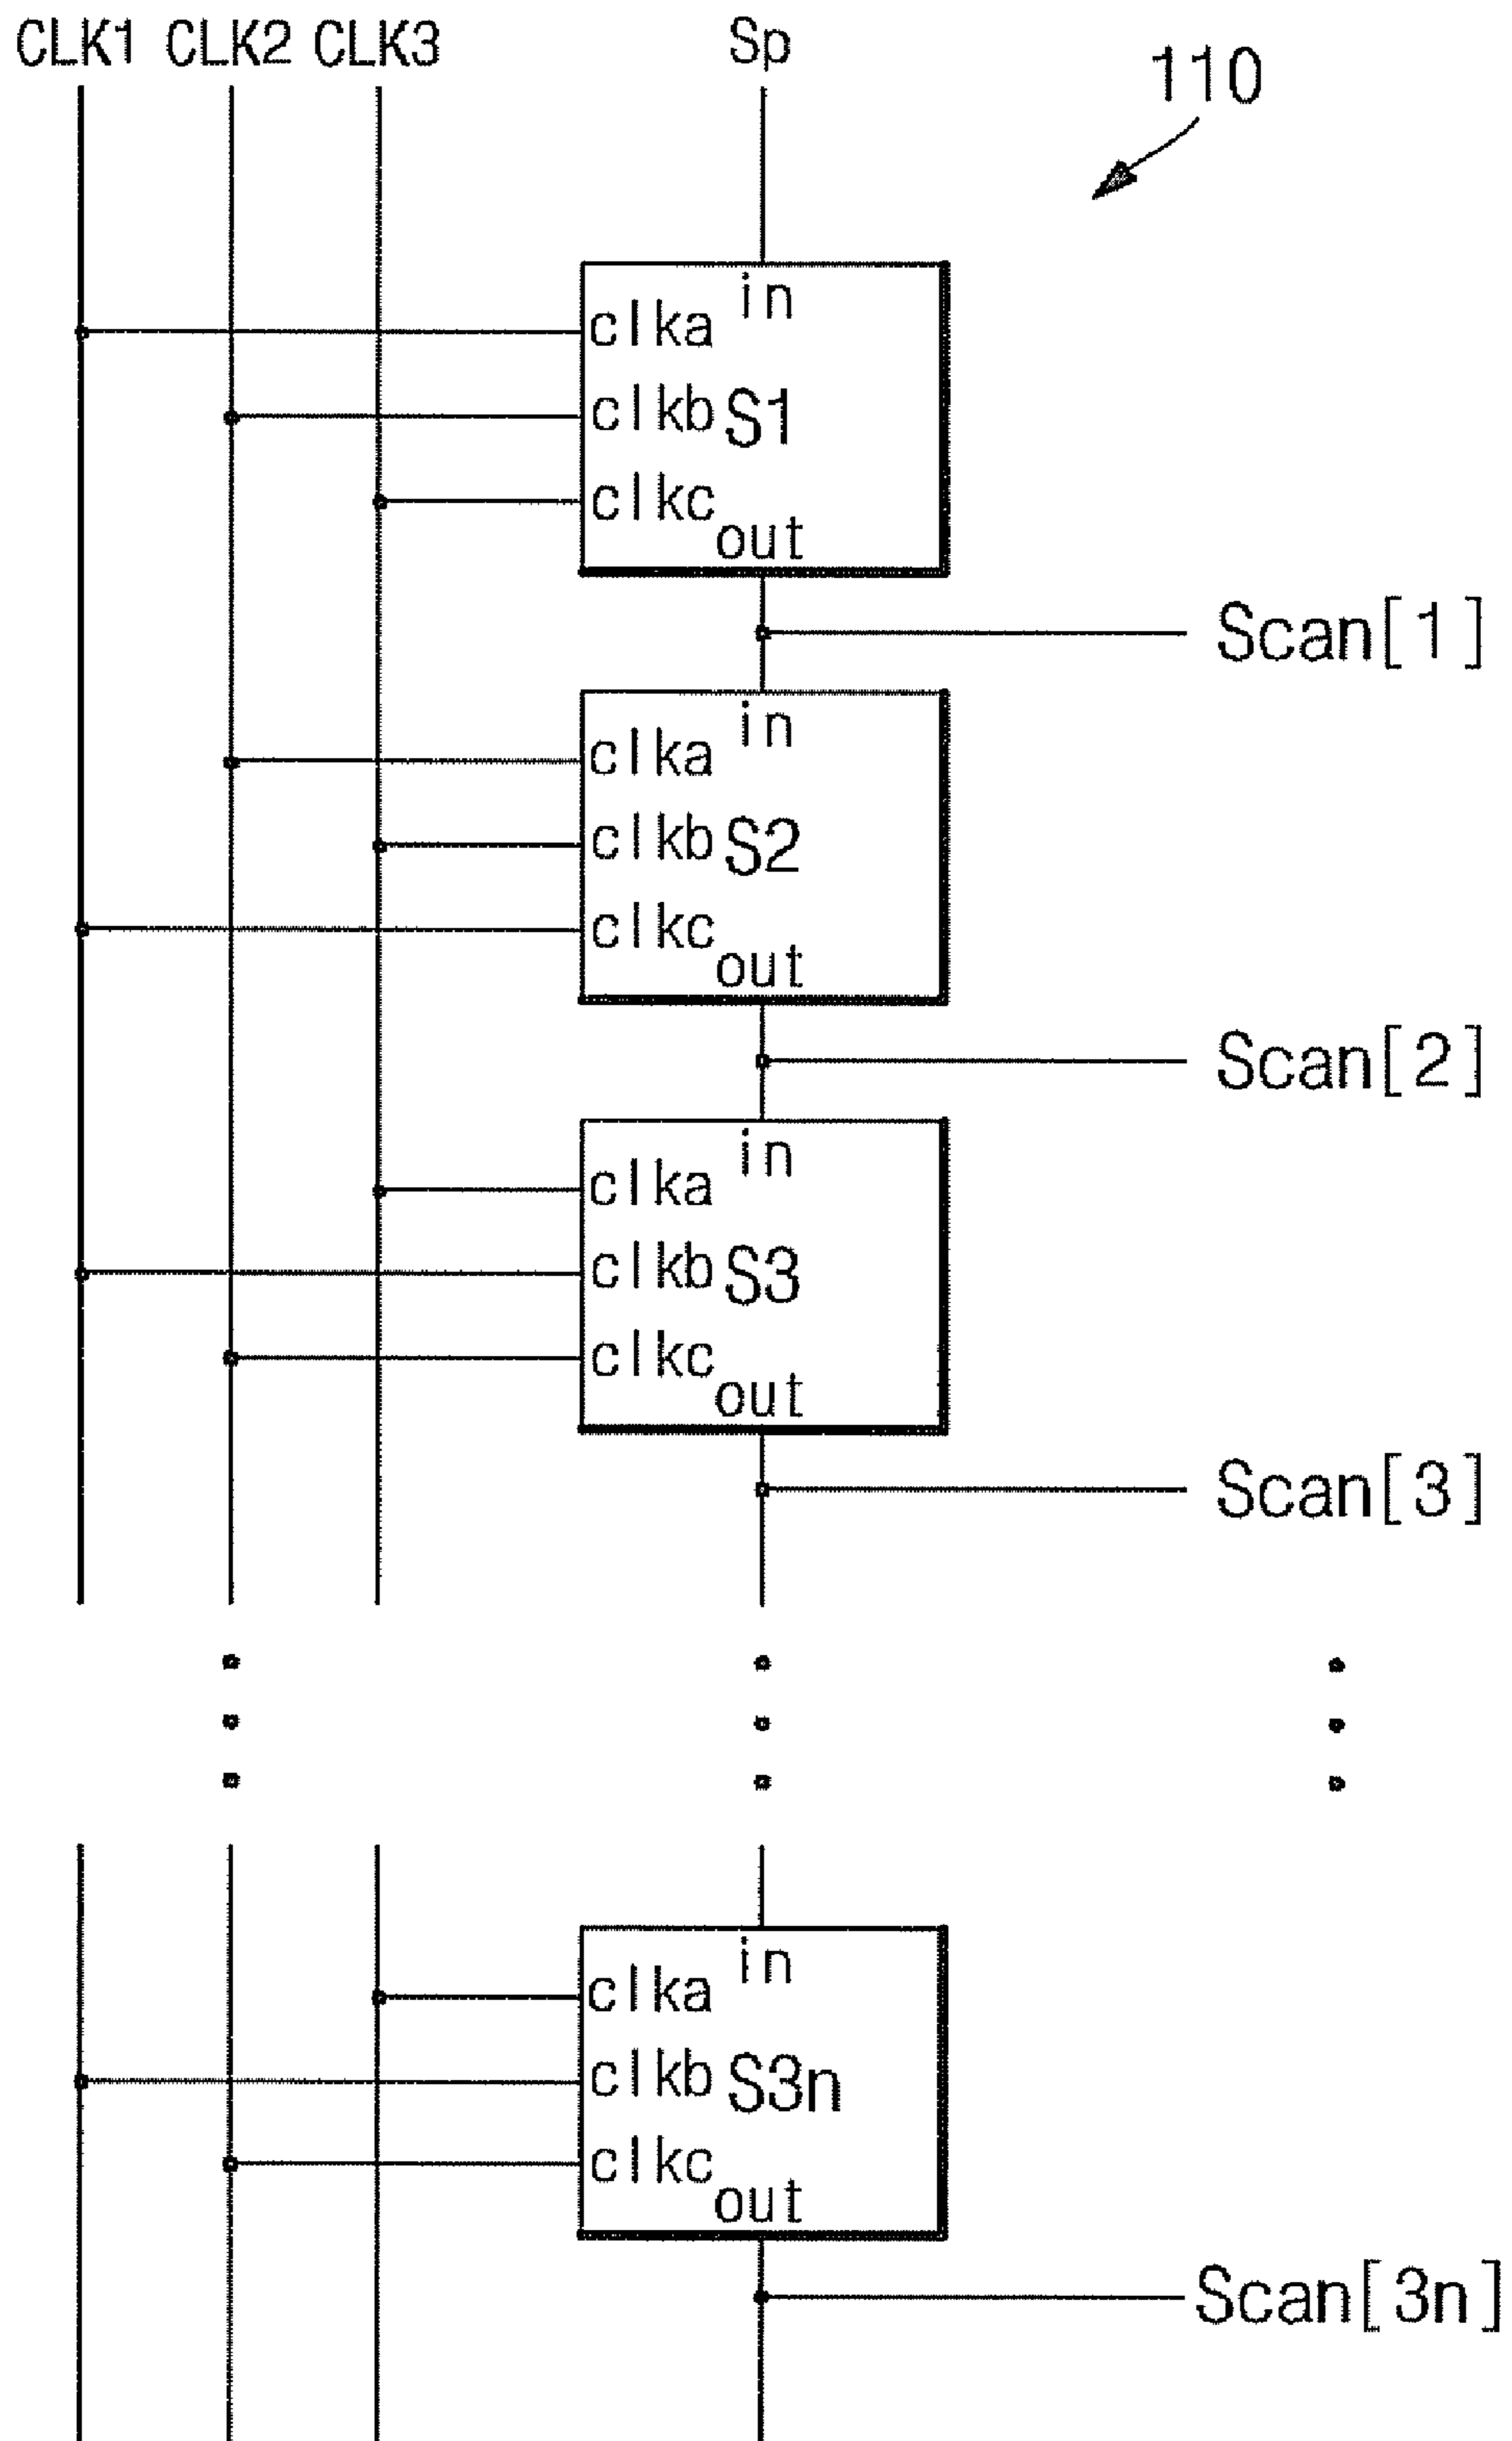 CLK1 CLK2 CLK3 Sp
110
in
clka
clkb S1
clkc
out
Scan[1]
in
clka
clkb S2
clkc
out
Scan[2]
in
clka
clkb S3
clkc
out
Scan[3]
in
clka
clkb S3n
clkc
out
Scan[3n]